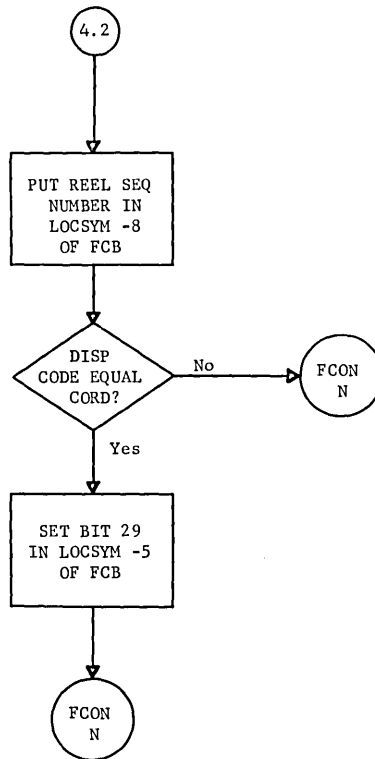 4.2
PUT REEL SEQ
NUMBER IN
LOCSYM -8
OF FCB
DISP
CODE EQUAL
CORD?
No
FCON
N
Yes
SET BIT 29
IN LOCSYM -5
OF FCB
FCON
N